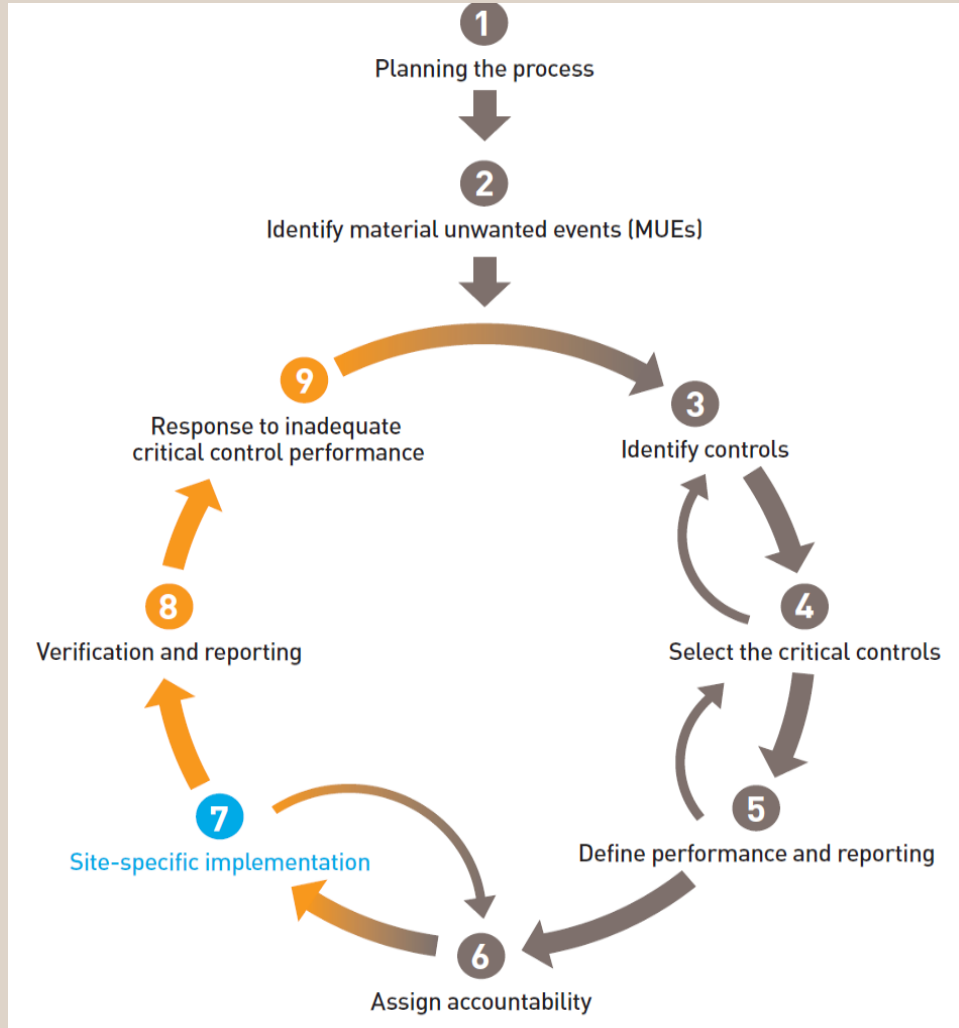 1
Planning the process
2
Identify material unwanted events (MUEs)
9
Response to inadequate
critical control performance
3
Identify controls
8
Verification and reporting
4
Select the critical controls
7
Site-specific implementation
5
Define performance and reporting
6
Assign accountability